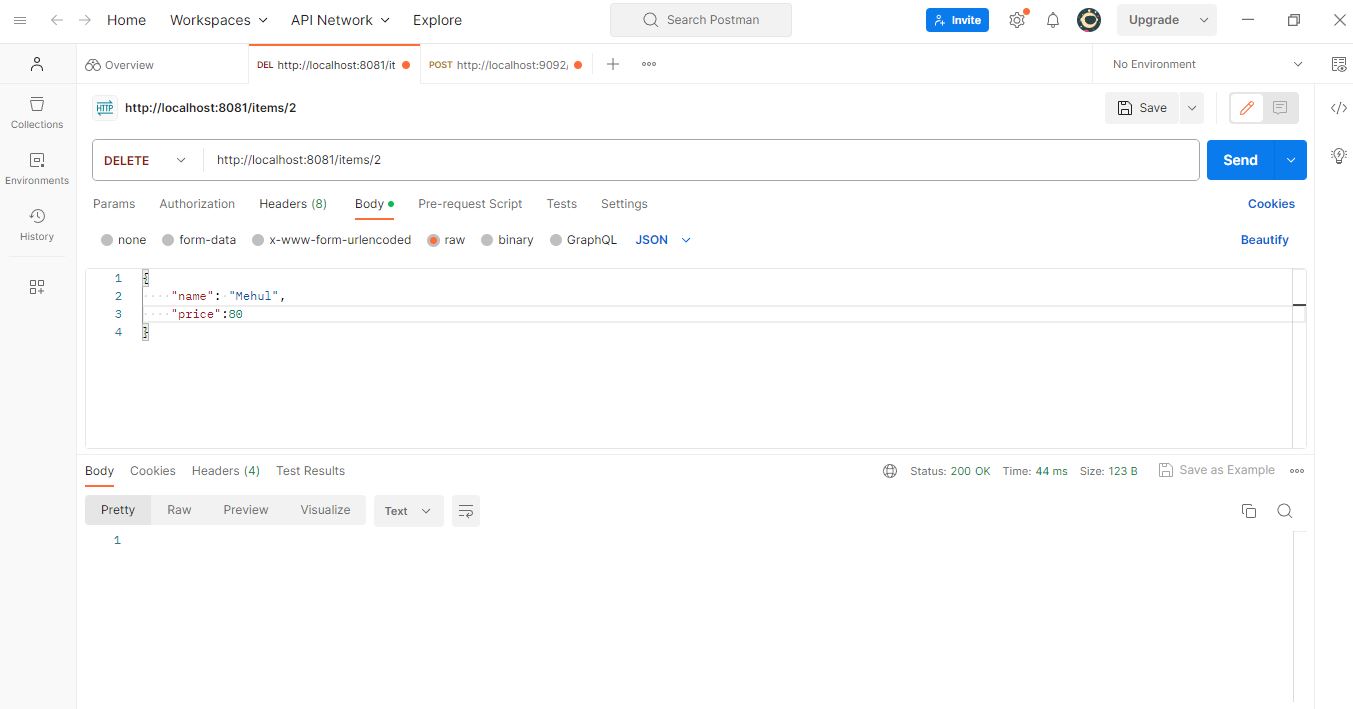 Home Workspaces API Network Explore Search Postman Invite Upgrade
Overview DEL http://localhost:8081/it POST http://localhost:9092, No Environment
HTTP http://localhost:8081/items/2 Save
Collections
DELETE http://localhost:8081/items/2 Send
Environments
Params Authorization Headers (8) Body Pre-request Script Tests Settings Cookies
History
none form-data x-www-form-urlencoded raw binary GraphQL JSON Beautify
1 {
2 "name": "Mehul",
3 "price":80
4 }
Body Cookies Headers (4) Test Results Status: 200 OK Time: 44 ms Size: 123 B Save as Example
Pretty Raw Preview Visualize Text
1